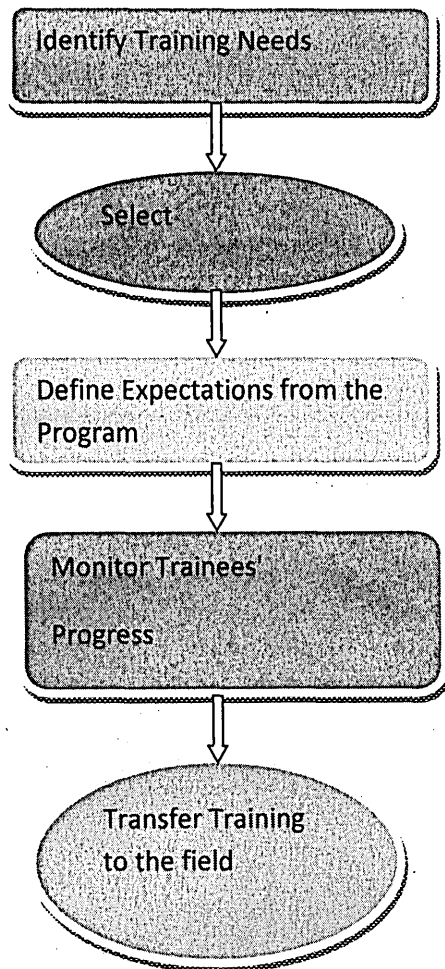 Identify Training Needs
Select
Define Expectations from the
Program
Monitor Trainees'
Progress
Transfer Training
to the field